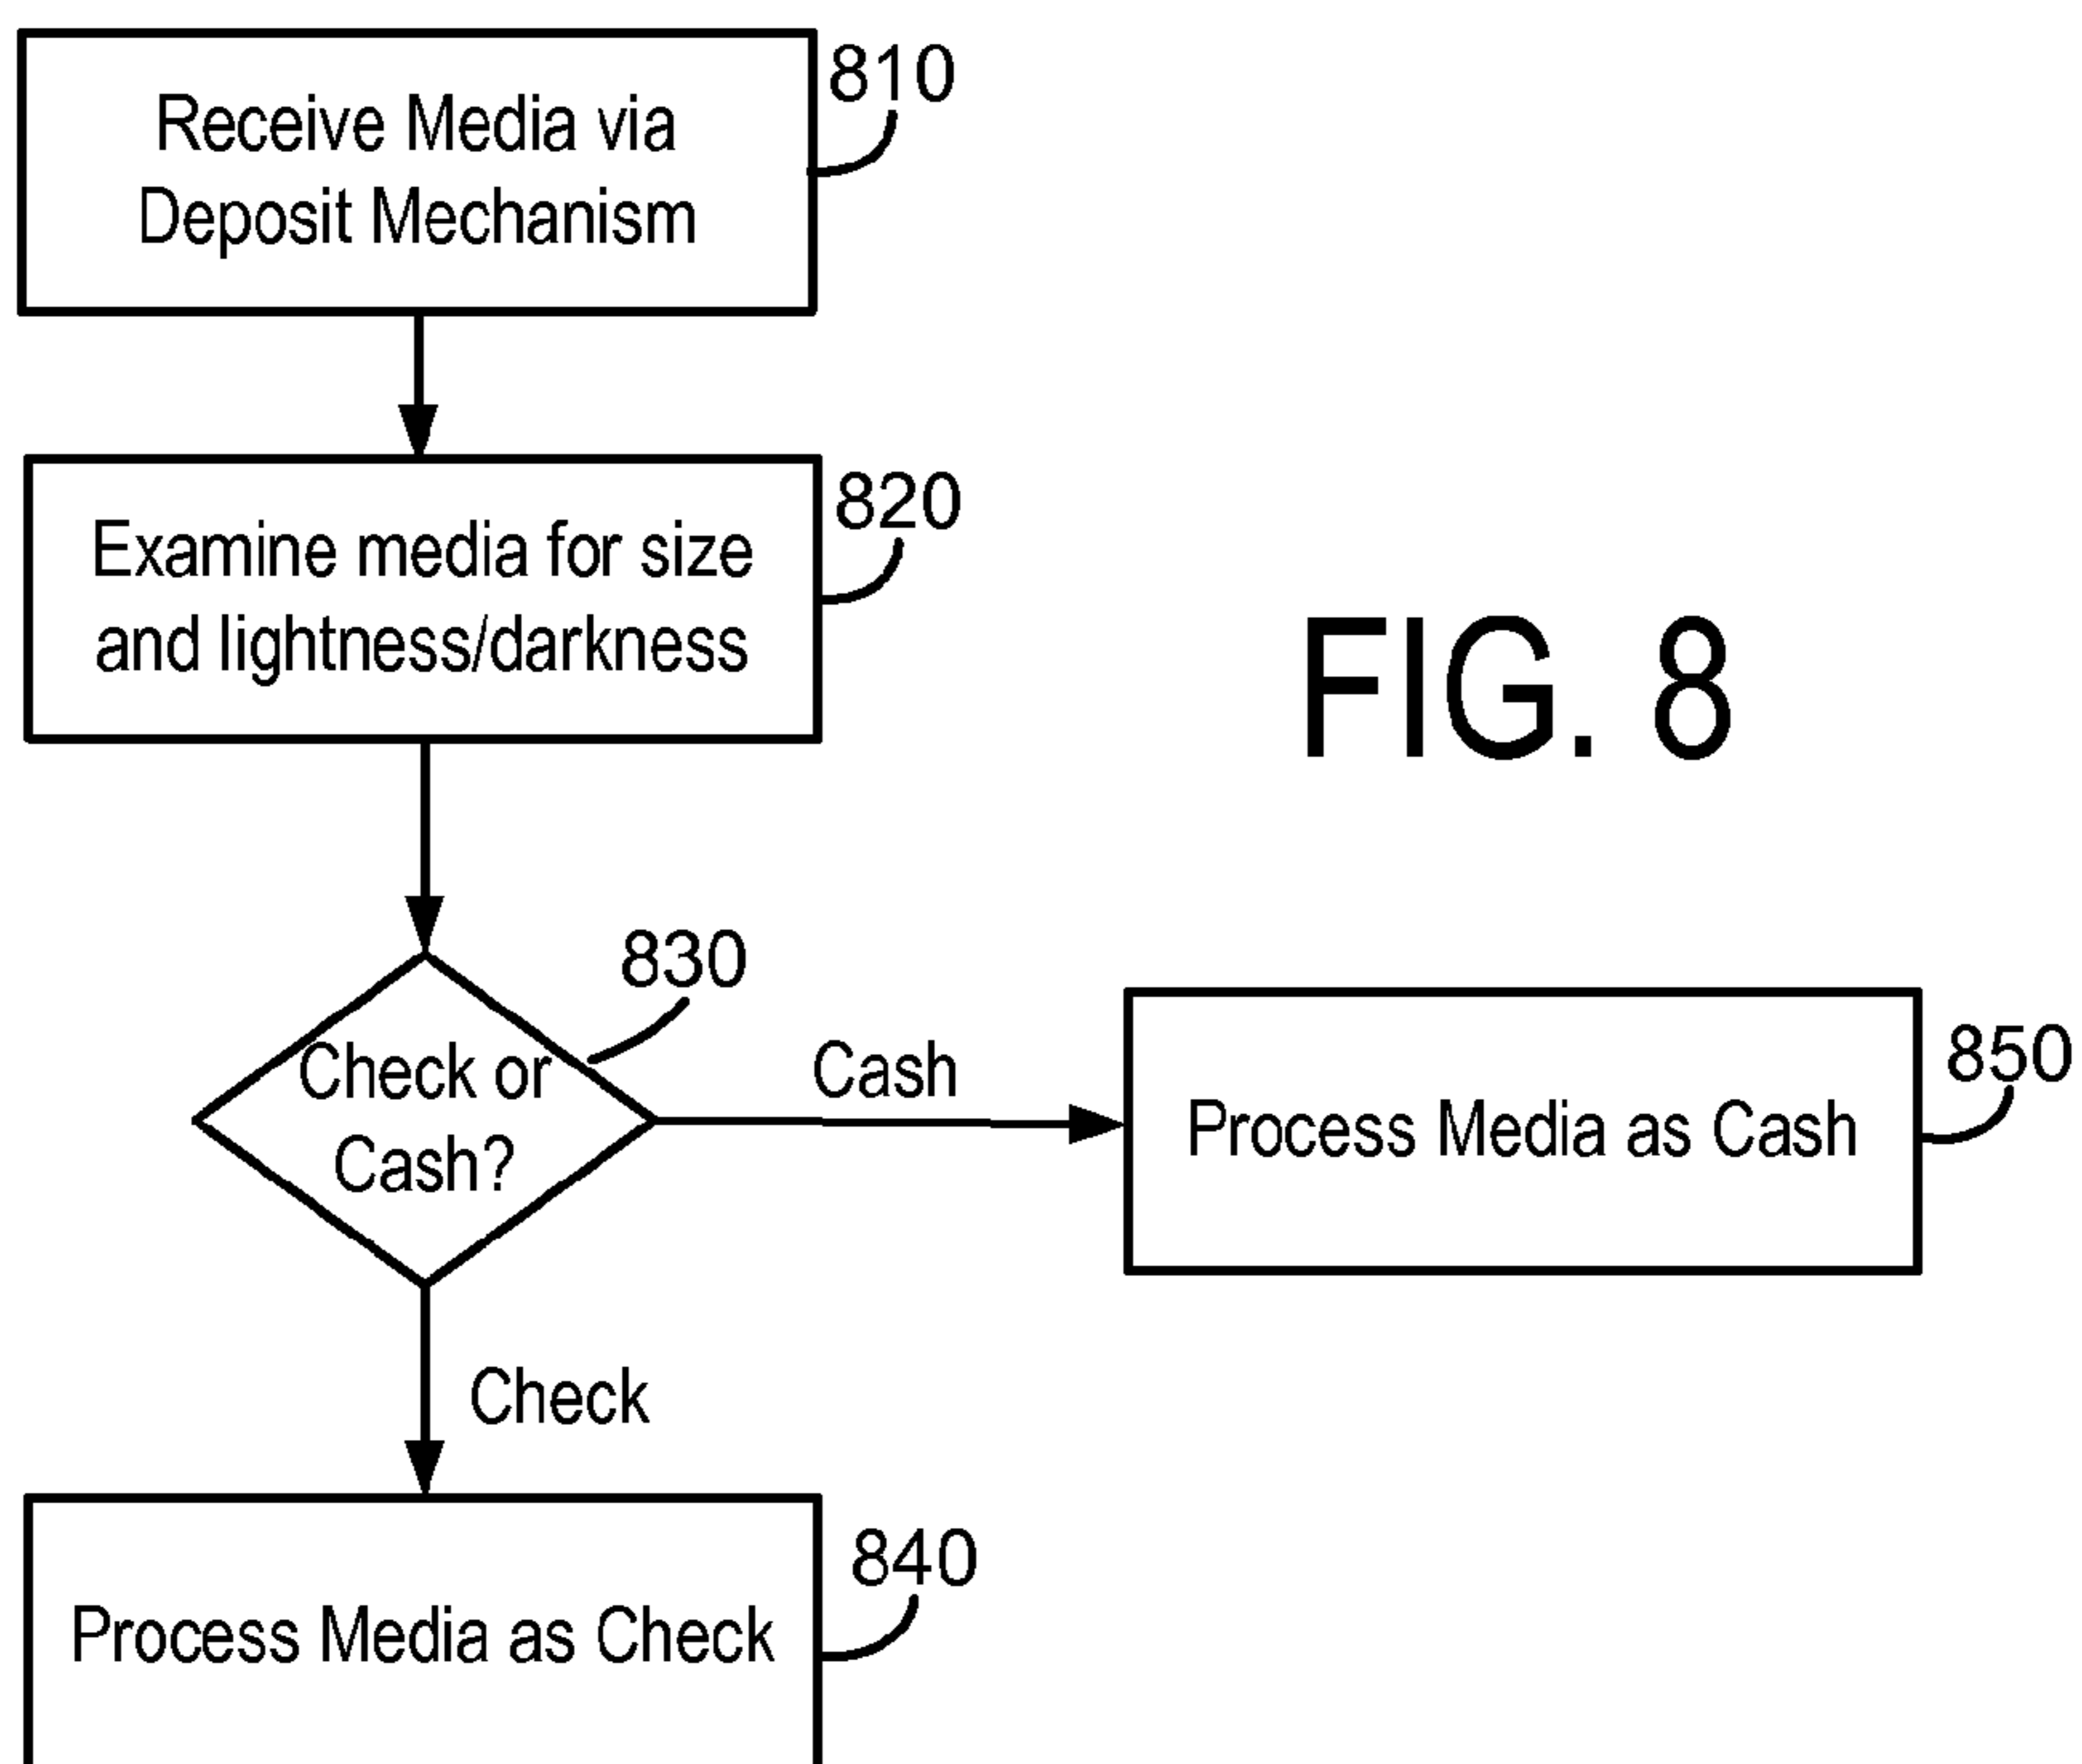 Receive Media via
Deposit Mechanism
810
Examine media for size
and lightness/darkness
820
FIG. 8
Check or
Cash?
830
Cash
Process Media as Cash
850
Check
Process Media as Check
840